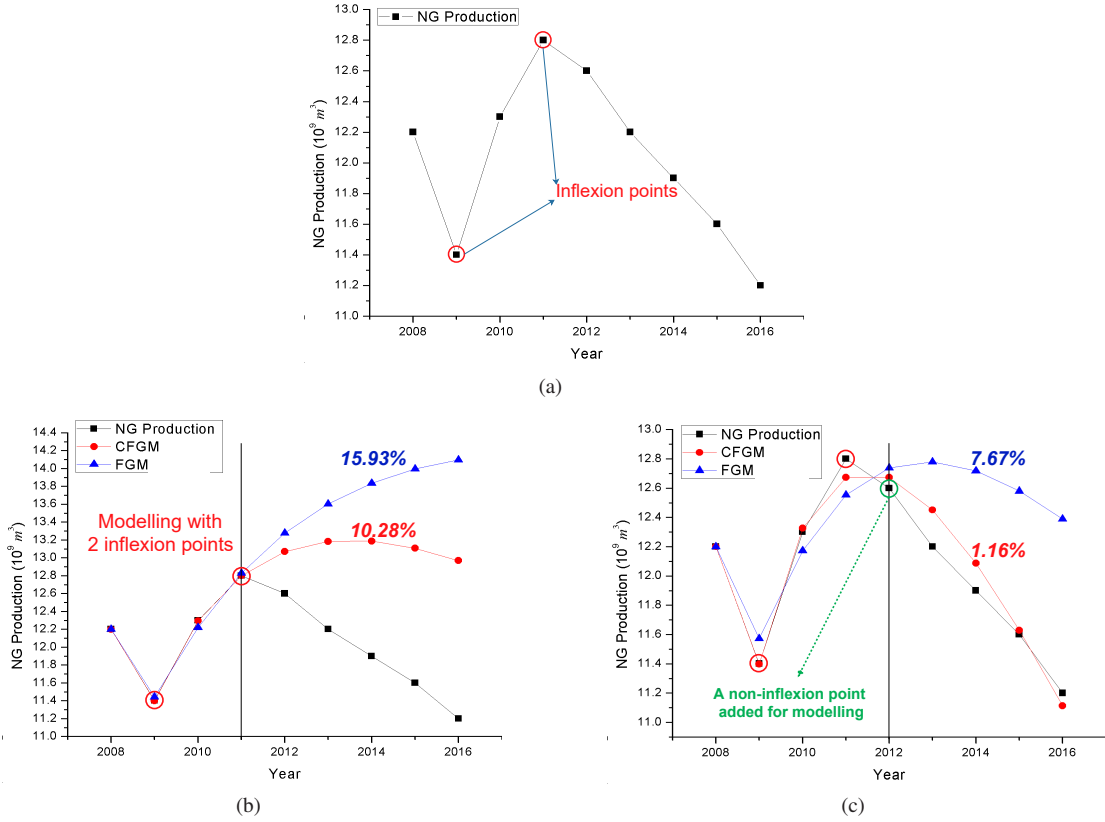 NG Production
13.0
12.8
12.6
12.4
12.2
12.0
11.8
11.6
11.4
11.2
11.0
NG Production (10⁹ m³)
Inflexion points
2008 2010 2012 2014 2016
Year
(a)
NG Production
CFGM
FGM
14.4
14.2
14.0
13.8
13.6
13.4
13.2
13.0
12.8
12.6
12.4
12.2
12.0
11.8
11.6
11.4
11.2
11.0
NG Production (10⁹ m³)
15.93%
Modelling with
2 inflexion points
10.28%
2008 2010 2012 2014 2016
Year
(b)
NG Production
CFGM
FGM
13.0
12.8
12.6
12.4
12.2
12.0
11.8
11.6
11.4
11.2
11.0
NG Production (10⁹ m³)
7.67%
1.16%
A non-inflexion point
added for modelling
2008 2010 2012 2014 2016
Year
(c)